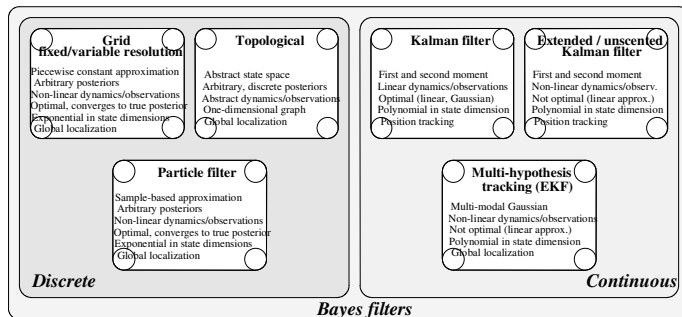 Grid
fixed/variable resolution
Piecewise constant approximation
Arbitrary posteriors
Non-linear dynamics/observations
Optimal, converges to true posterior
Exponential in state dimensions
Global localization
Topological
Abstract state space
Arbitrary, discrete posteriors
Abstract dynamics/observations
One-dimensional graph
Global localization
Particle filter
Sample-based approximation
Arbitrary posteriors
Non-linear dynamics/observations
Optimal, converges to true posterior
Exponential in state dimensions
Global localization
Discrete
Kalman filter
First and second moment
Linear dynamics/observations
Optimal (linear, Gaussian)
Polynomial in state dimension
Position tracking
Extended / unscented
Kalman filter
First and second moment
Non-linear dynamics/observ.
Not optimal (linear approx.)
Polynomial in state dimension
Position tracking
Multi-hypothesis
tracking (EKF)
Multi-modal Gaussian
Non-linear dynamics/observations
Not optimal (linear approx.)
Polynomial in state dimension
Global localization
Continuous
Bayes filters